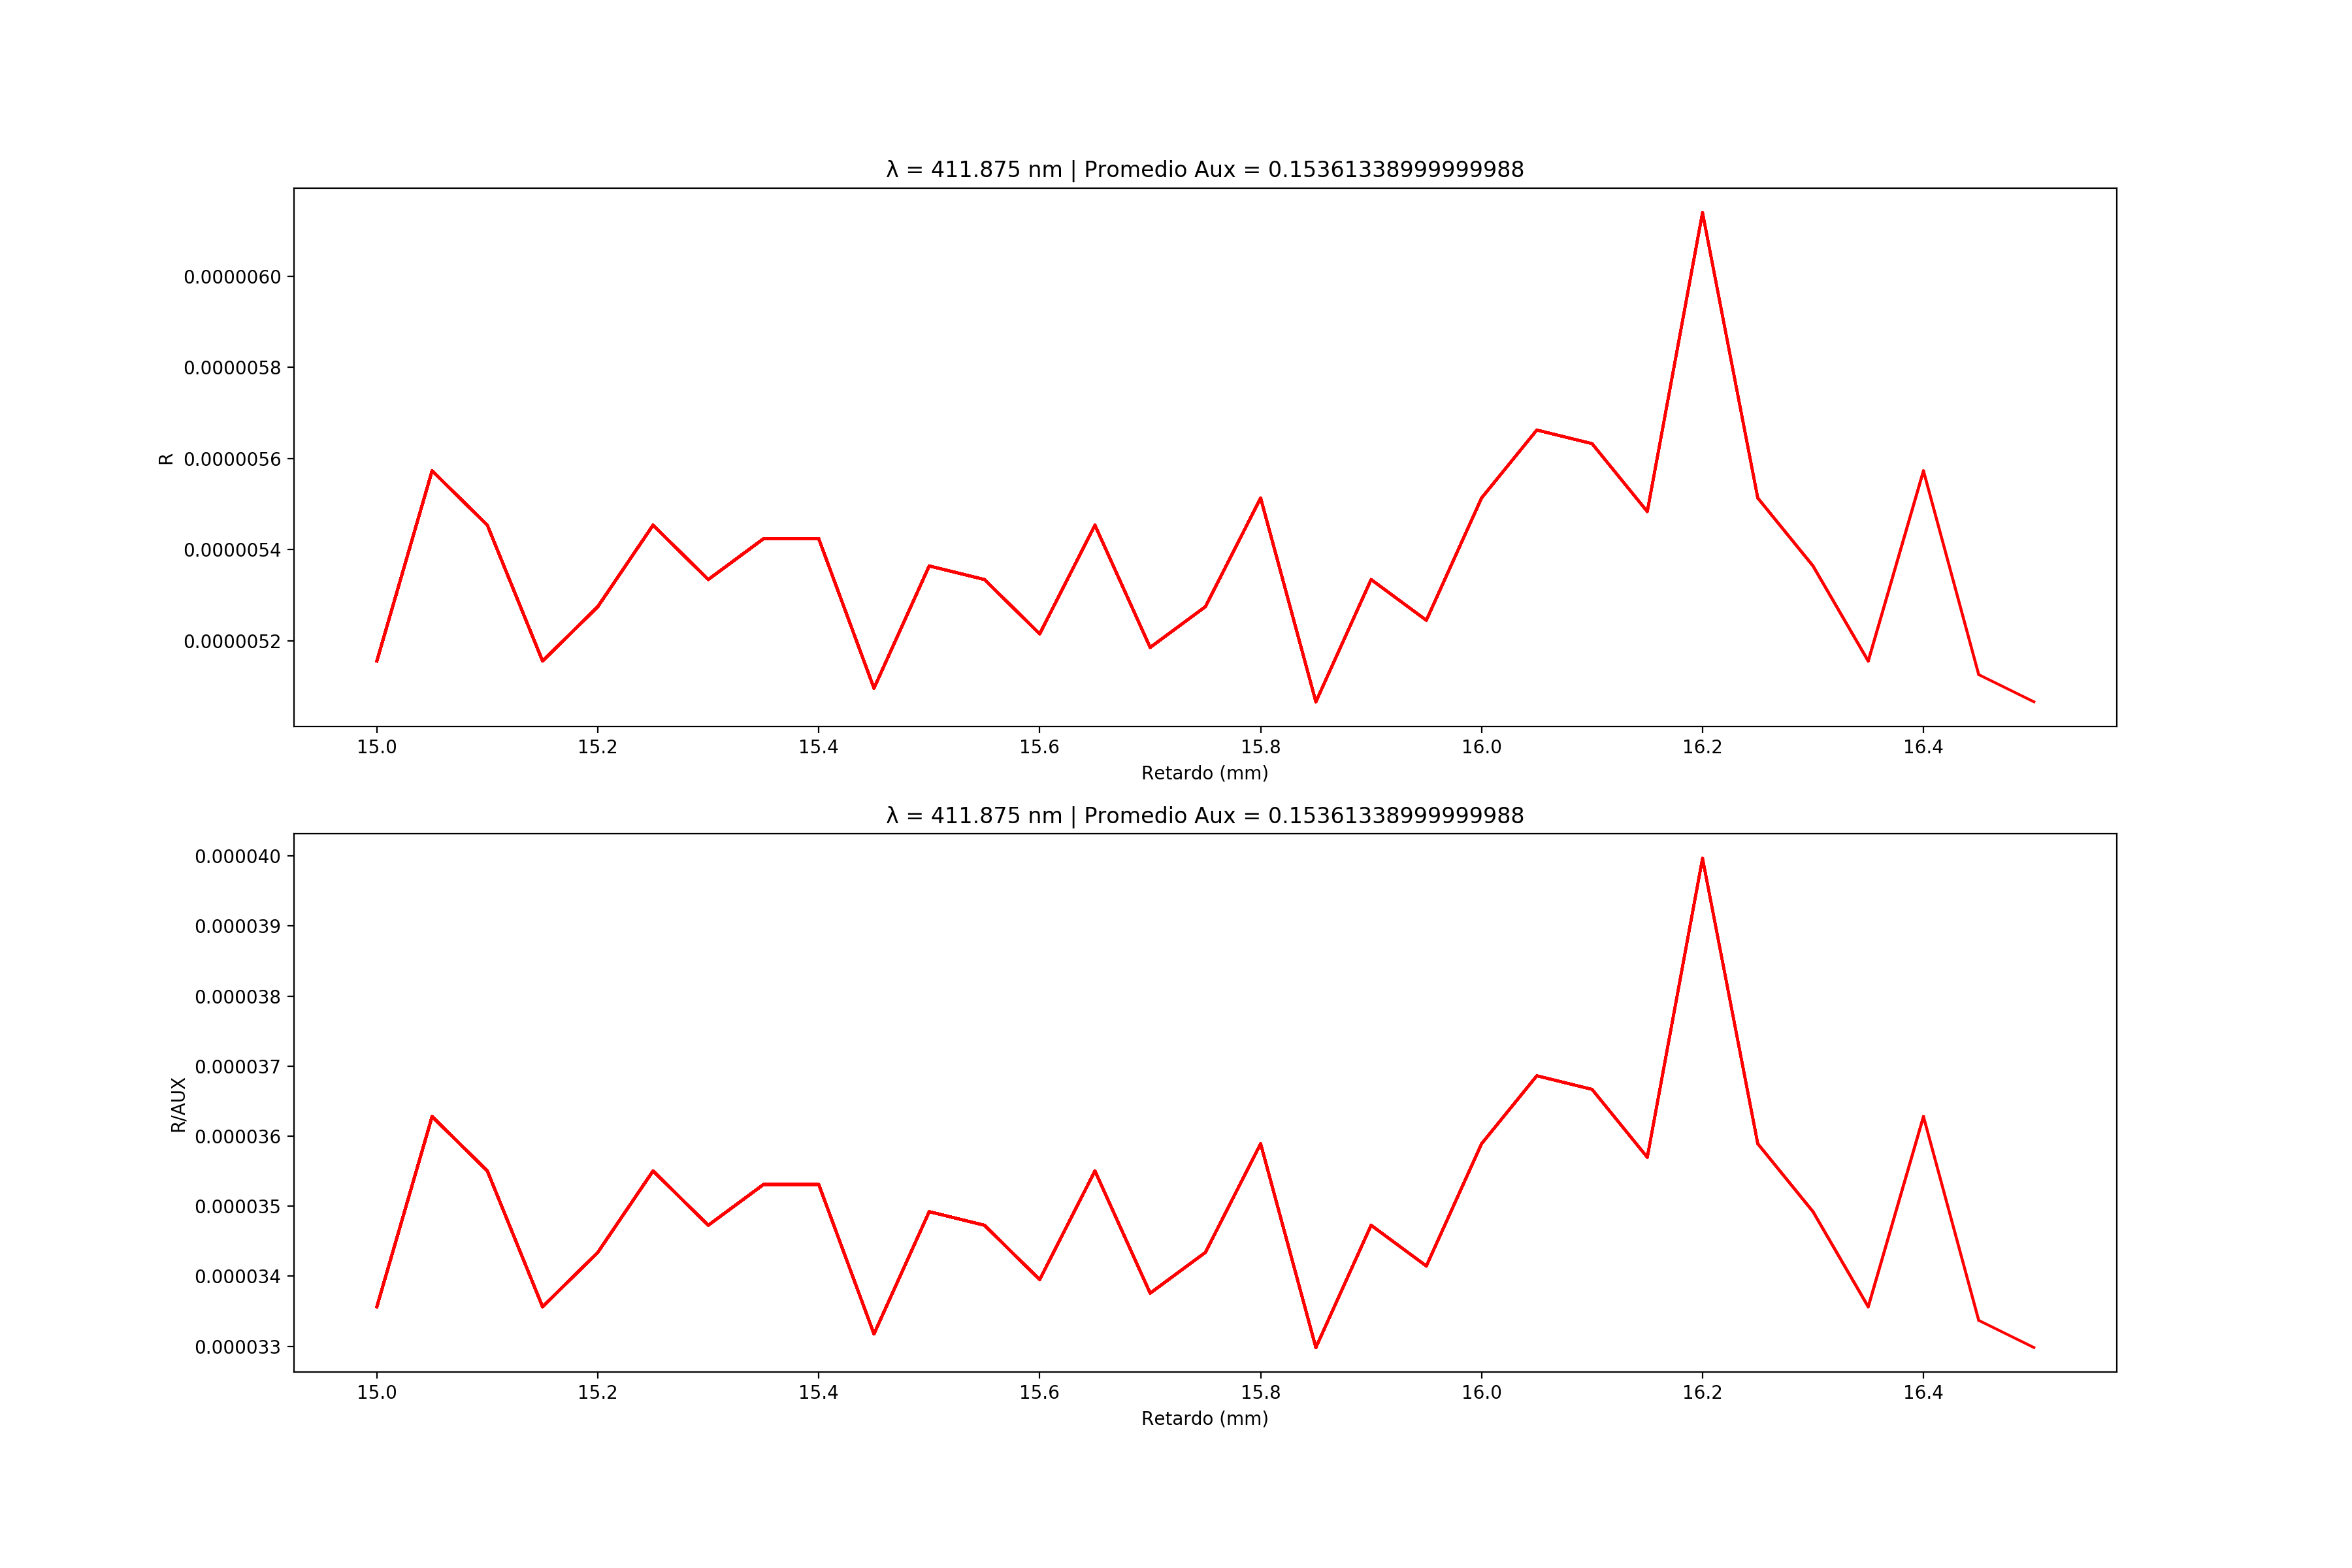 λ = 411.875 nm | Promedio Aux = 0.15361338999999988
0.0000060
0.0000058
0.0000056
0.0000054
0.0000052
R
15.0 15.2 15.4 15.6 15.8 16.0 16.2 16.4
Retardo (mm)
λ = 411.875 nm | Promedio Aux = 0.15361338999999988
0.000040
0.000039
0.000038
0.000037
0.000036
0.000035
0.000034
0.000033
R/AUX
15.0 15.2 15.4 15.6 15.8 16.0 16.2 16.4
Retardo (mm)